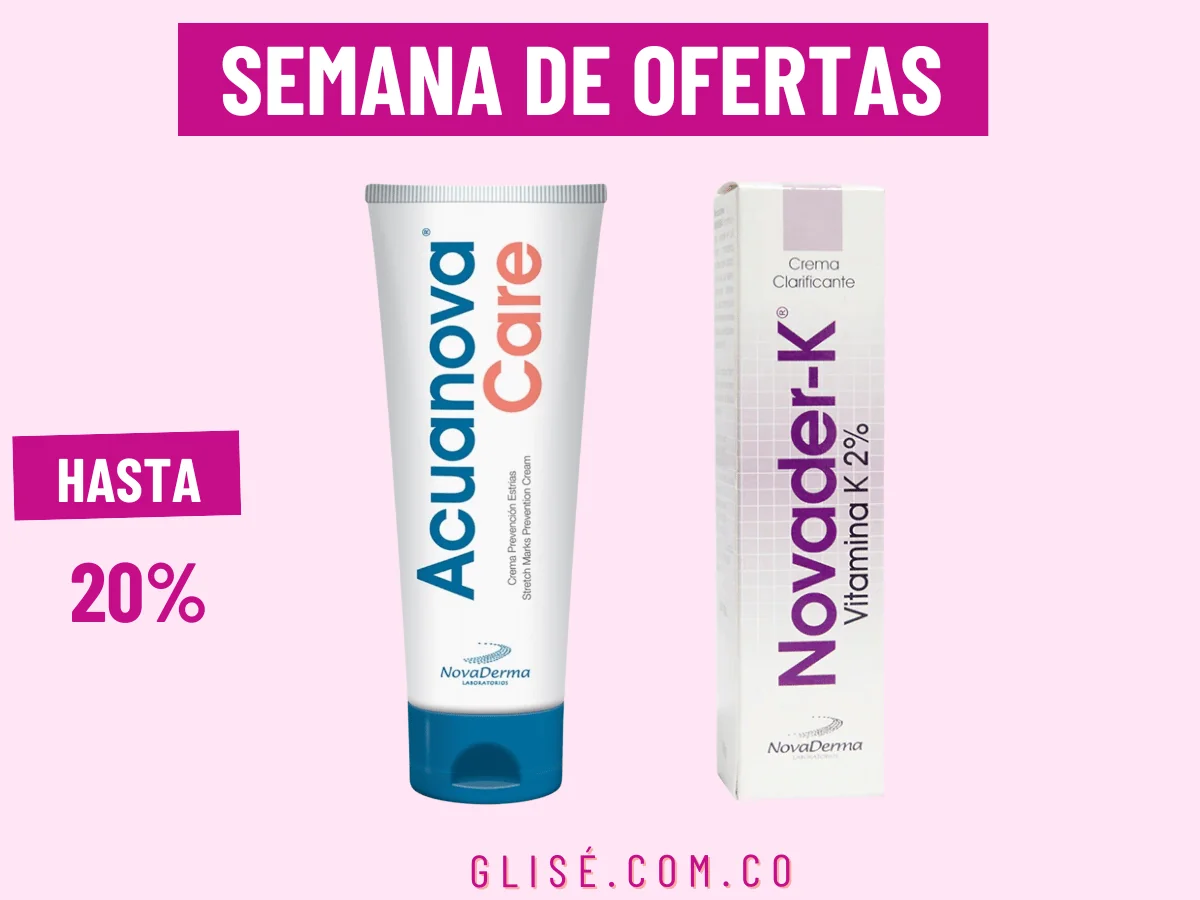 SEMANA DE OFERTAS
HASTA
20%
Acuanova®
Care
Crema Prevención Estrías
Stretch Marks Prevention Cream
NovaDerma
LABORATORIOS
Crema
Clarificante
Novader-K®
Vitamina K 2%
NovaDerma
LABORATORIOS
GLISÉ.COM.CO